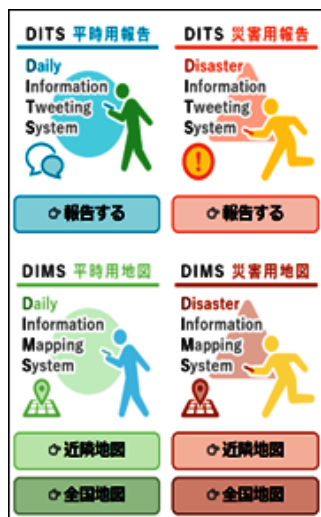 DITS 平時用報告
Daily
Information
Tweeting
System
報告する
DITS 災害用報告
Disaster
Information
Tweeting
System
報告する
DIMS 平時用地図
Daily
Information
Mapping
System
近隣地図
全国地図
DIMS 災害用地図
Disaster
Information
Mapping
System
近隣地図
全国地図